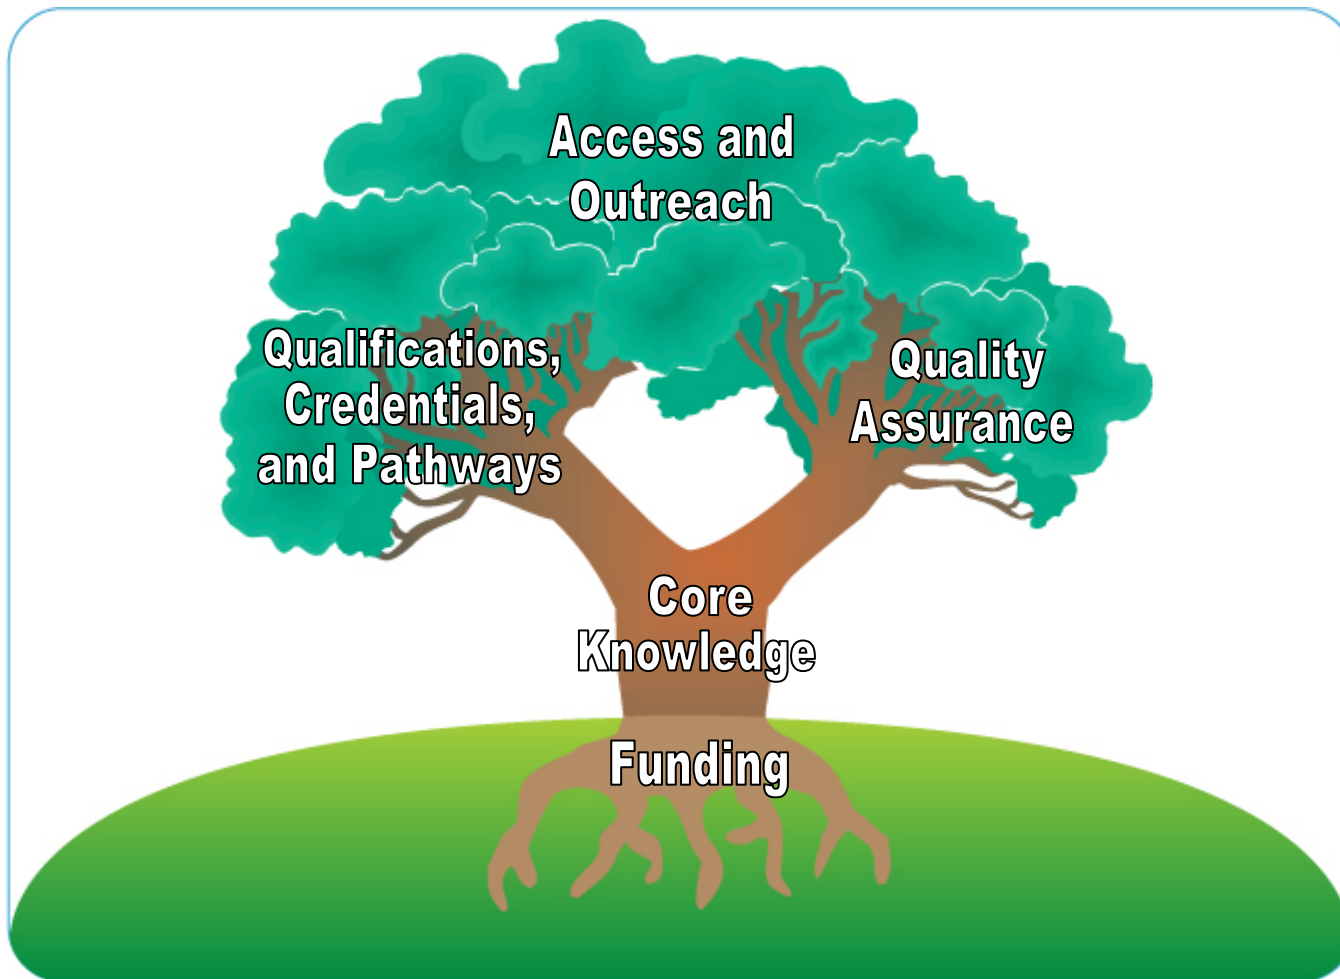 Access and
Outreach
Qualifications,
Credentials,
and Pathways
Quality
Assurance
Core
Knowledge
Funding